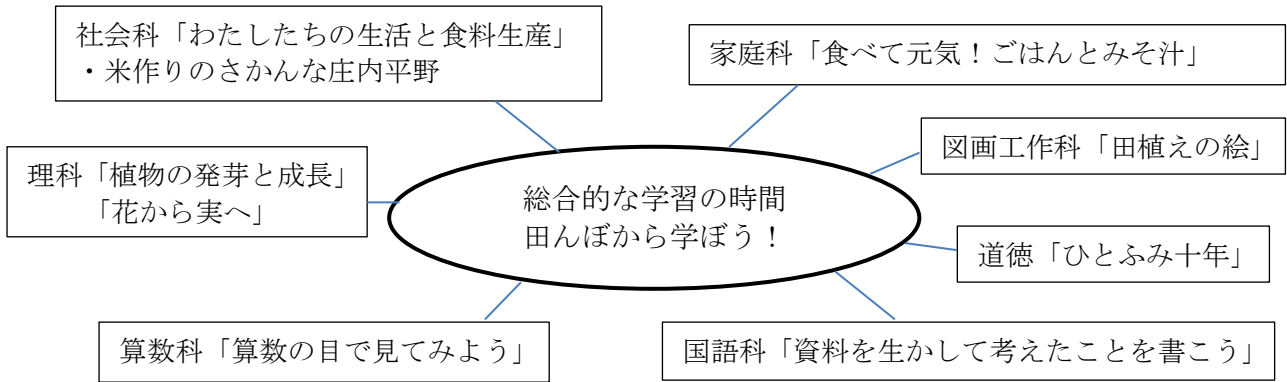 社会科「わたしたちの生活と食料生産」
・米作りのさかんな庄内平野
家庭科「食べて元気！ごはんとみそ汁」
図画工作科「田植えの絵」
理科「植物の発芽と成長」
「花から実へ」
総合的な学習の時間
田んぼから学ぼう！
道徳「ひとふみ十年」
算数科「算数の目で見てみよう」
国語科「資料を生かして考えたことを書こう」